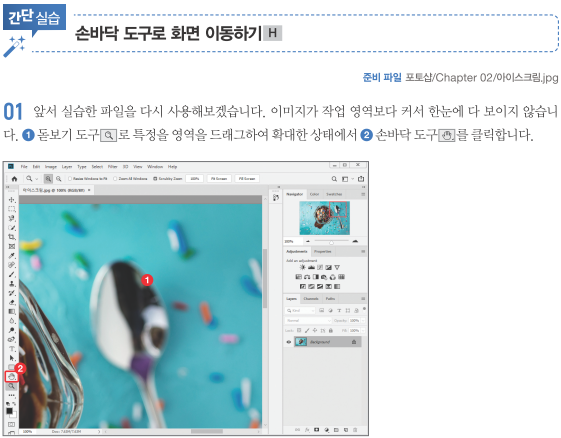 간단 실습
손바닥 도구로 화면 이동하기 H
준비 파일 포토샵/Chapter 02/아이스크림.jpg
01 앞서 실습한 파일을 다시 사용해보겠습니다. 이미지가 작업 영역보다 커서 한눈에 다 보이지 않습니
다. 1 돋보기 도구 로 특정을 영역을 드래그하여 확대한 상태에서 2 손바닥 도구 를 클릭합니다.
File Edit Image Layer Type Select Filter 3D View Window Help
Resize Windows to Fit Zoom All Windows Scrubby Zoom 100% Fit Screen Fill Screen
아이스크림.jpg @ 100% (RGB/8#)
Navigator Color Swatches
Adjustments Properties
Add an adjustment
Layers Channels Paths
Normal Opacity: 100%
Fill: 100%
Background
1
2
100%